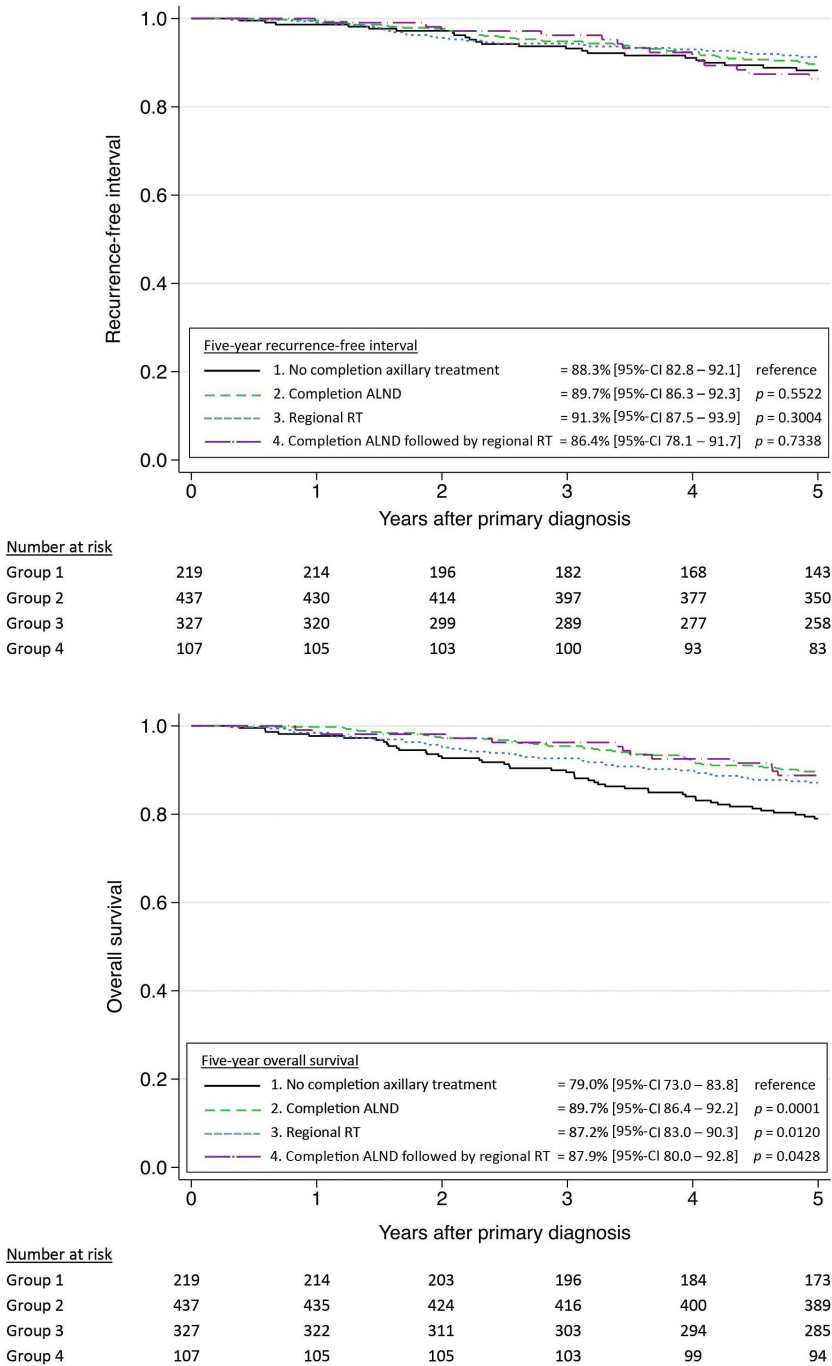 1.0
0.8
0.6
0.4
0.2
0.0
Recurrence-free interval
Five-year recurrence-free interval
1. No completion axillary treatment = 88.3% [95%-CI 82.8 – 92.1] reference
2. Completion ALND = 89.7% [95%-CI 86.3 – 92.3] p = 0.5522
3. Regional RT = 91.3% [95%-CI 87.5 – 93.9] p = 0.3004
4. Completion ALND followed by regional RT = 86.4% [95%-CI 78.1 – 91.7] p = 0.7338
0 1 2 3 4 5
Years after primary diagnosis
Number at risk
Group 1 219 214 196 182 168 143
Group 2 437 430 414 397 377 350
Group 3 327 320 299 289 277 258
Group 4 107 105 103 100 93 83
1.0
0.8
0.6
0.4
0.2
0.0
Overall survival
Five-year overall survival
1. No completion axillary treatment = 79.0% [95%-CI 73.0 – 83.8] reference
2. Completion ALND = 89.7% [95%-CI 86.4 – 92.2] p = 0.0001
3. Regional RT = 87.2% [95%-CI 83.0 – 90.3] p = 0.0120
4. Completion ALND followed by regional RT = 87.9% [95%-CI 80.0 – 92.8] p = 0.0428
0 1 2 3 4 5
Years after primary diagnosis
Number at risk
Group 1 219 214 203 196 184 173
Group 2 437 435 424 416 400 389
Group 3 327 322 311 303 294 285
Group 4 107 105 105 103 99 94